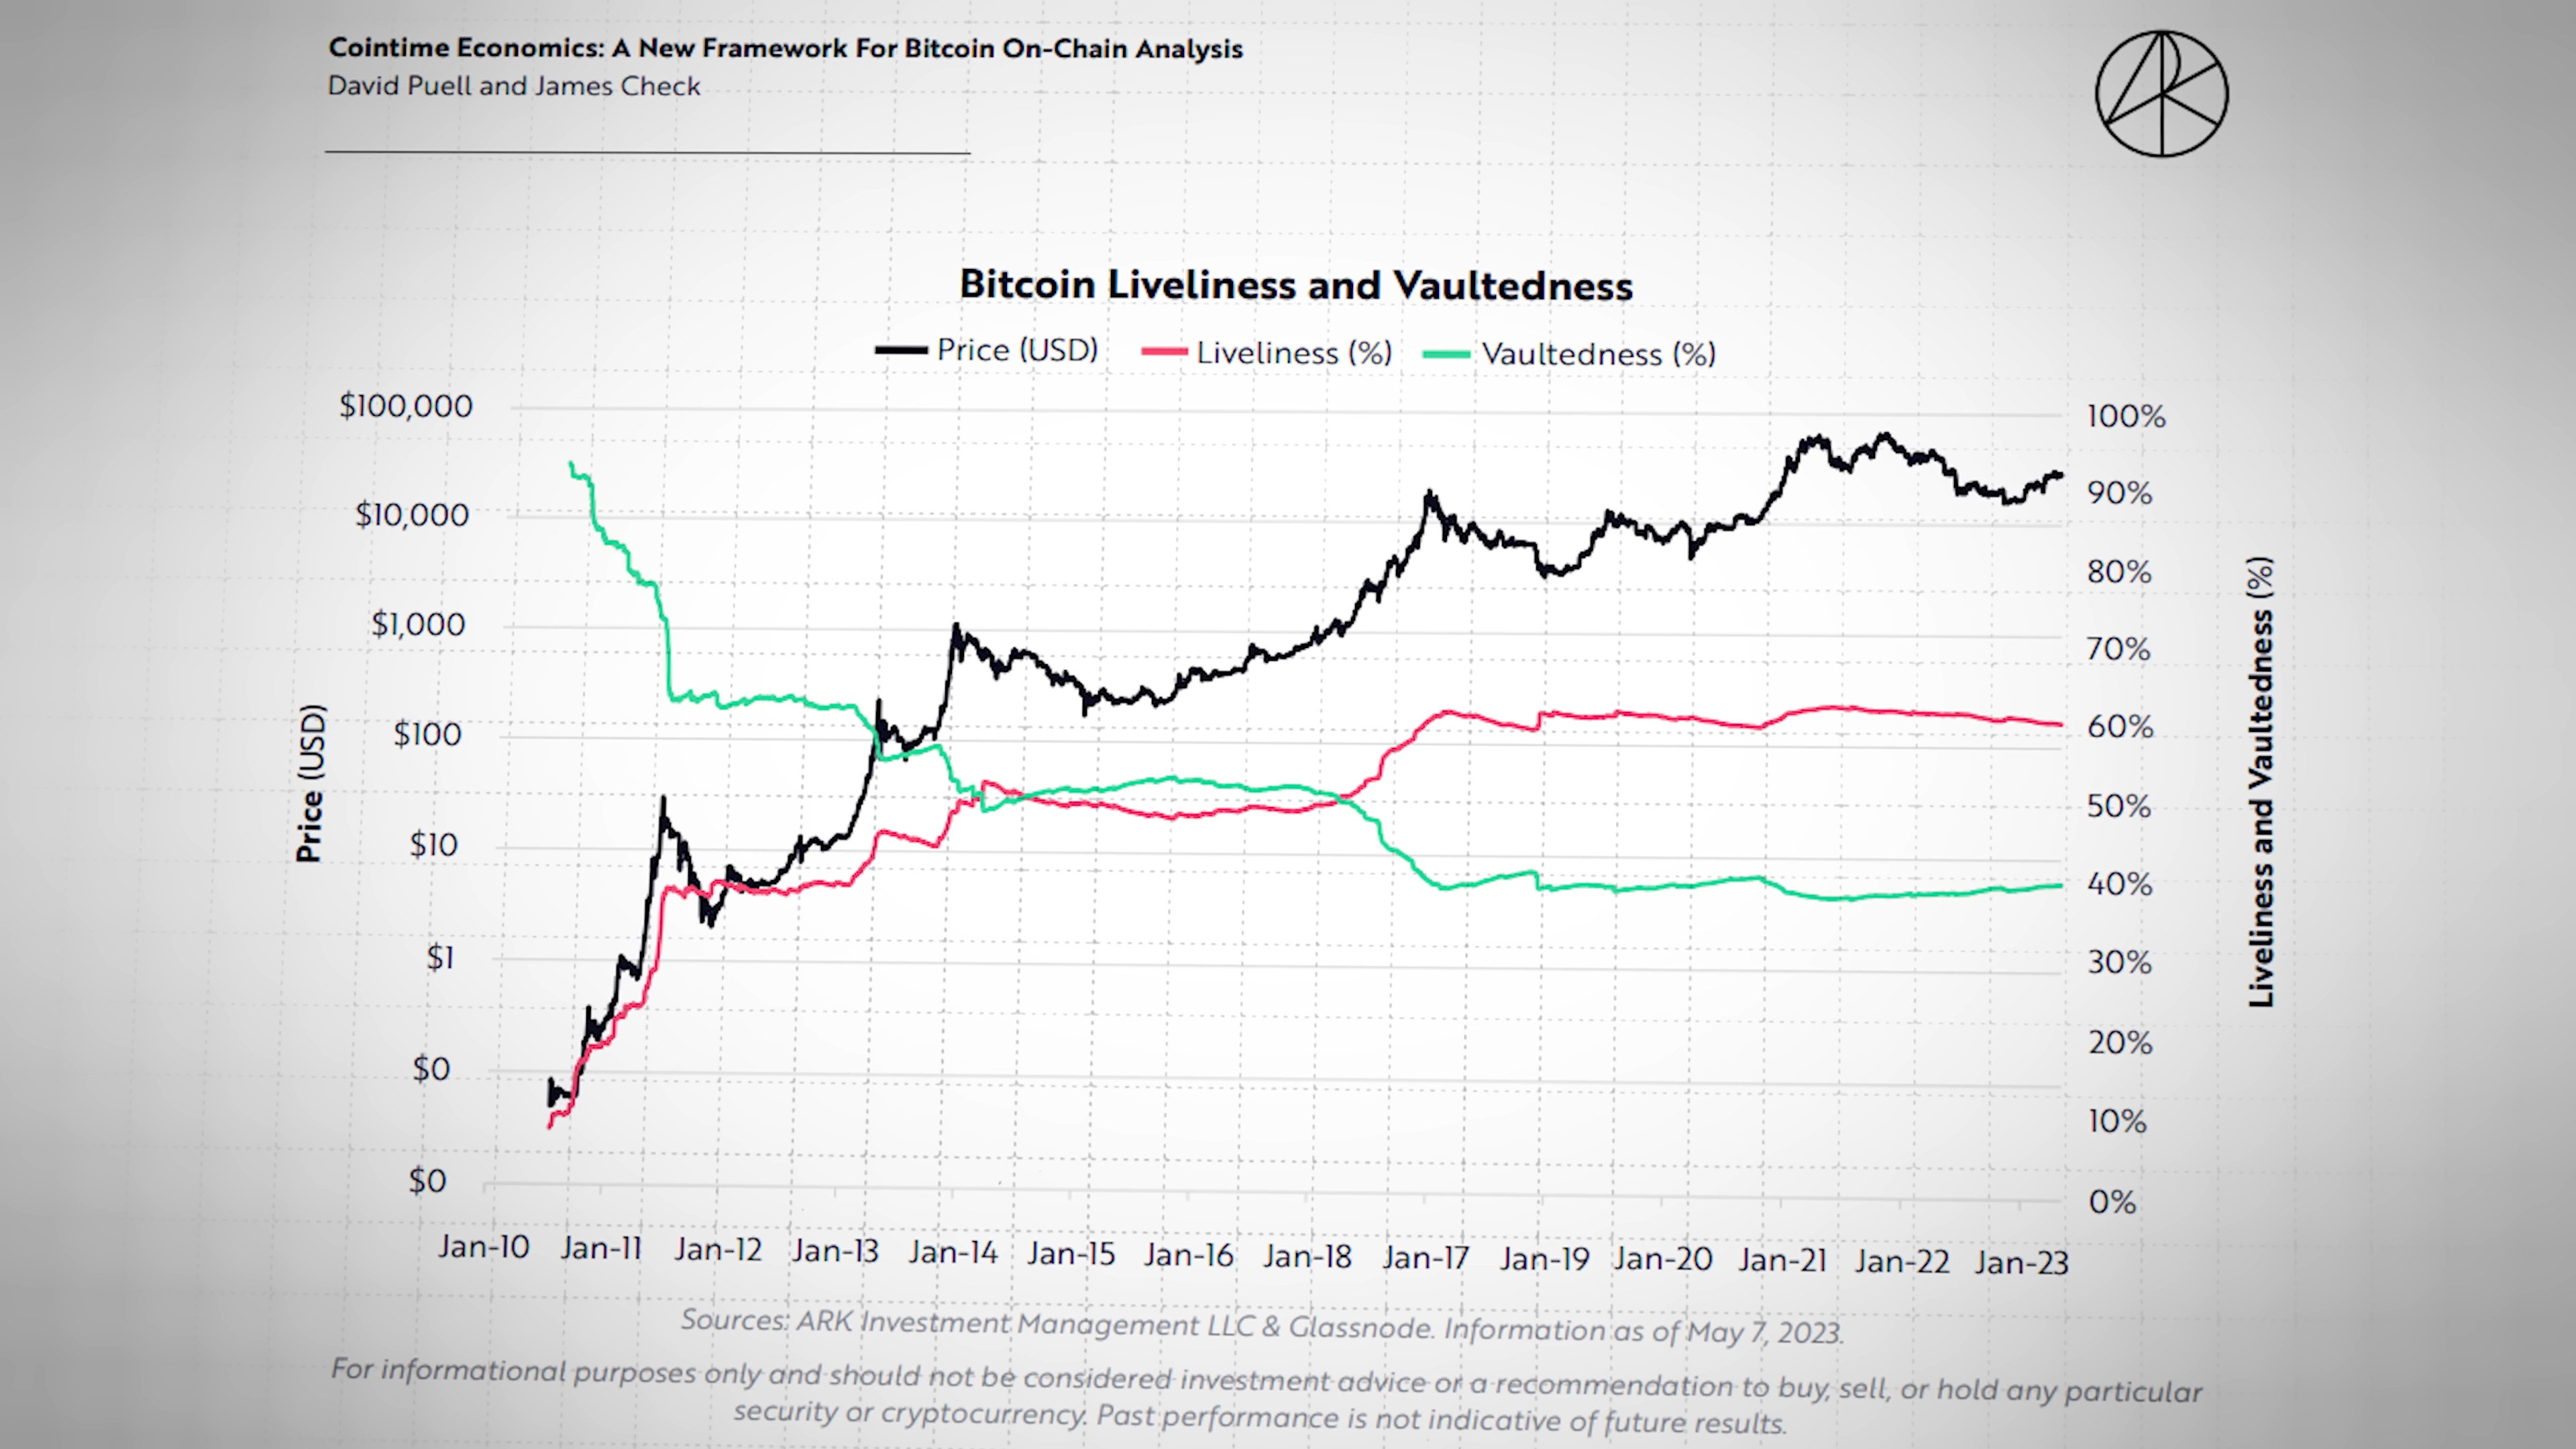 Cointime Economics: A New Framework For Bitcoin On-Chain Analysis
David Puell and James Check
Bitcoin Liveliness and Vaultedness
Price (USD) Liveliness (%) Vaultedness (%)
$100,000
$10,000
$1,000
$100
$10
$1
$0
$0
Price (USD)
100%
90%
80%
70%
60%
50%
40%
30%
20%
10%
0%
Liveliness and Vaultedness (%)
Jan-10 Jan-11 Jan-12 Jan-13 Jan-14 Jan-15 Jan-16 Jan-18 Jan-17 Jan-19 Jan-20 Jan-21 Jan-22 Jan-23
Sources: ARK Investment Management LLC & Glassnode. Information as of May 7, 2023.
For informational purposes only and should not be considered investment advice or a recommendation to buy, sell, or hold any particular
security or cryptocurrency. Past performance is not indicative of future results.